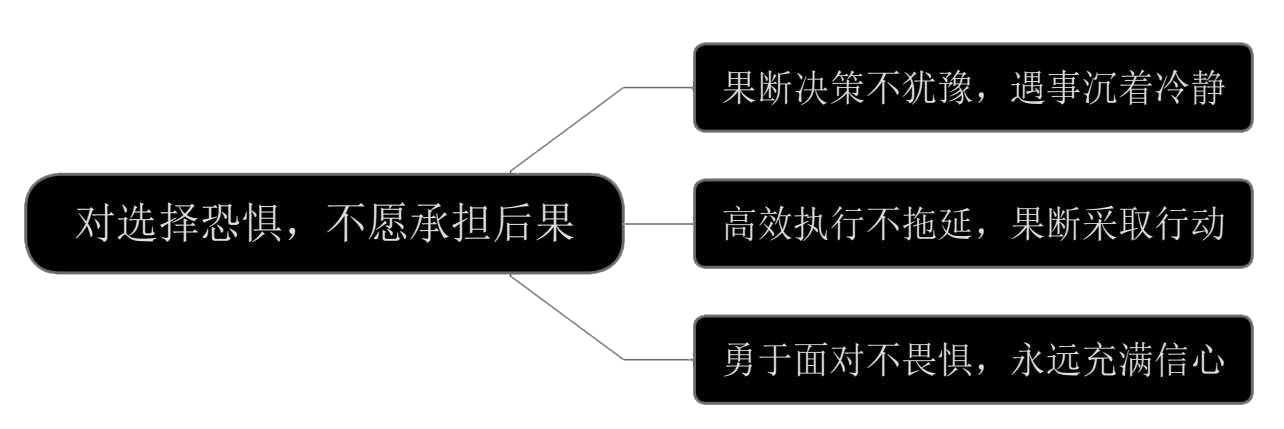 对选择恐惧，不愿承担后果
果断决策不犹豫，遇事沉着冷静
高效执行不拖延，果断采取行动
勇于面对不畏惧，永远充满信心